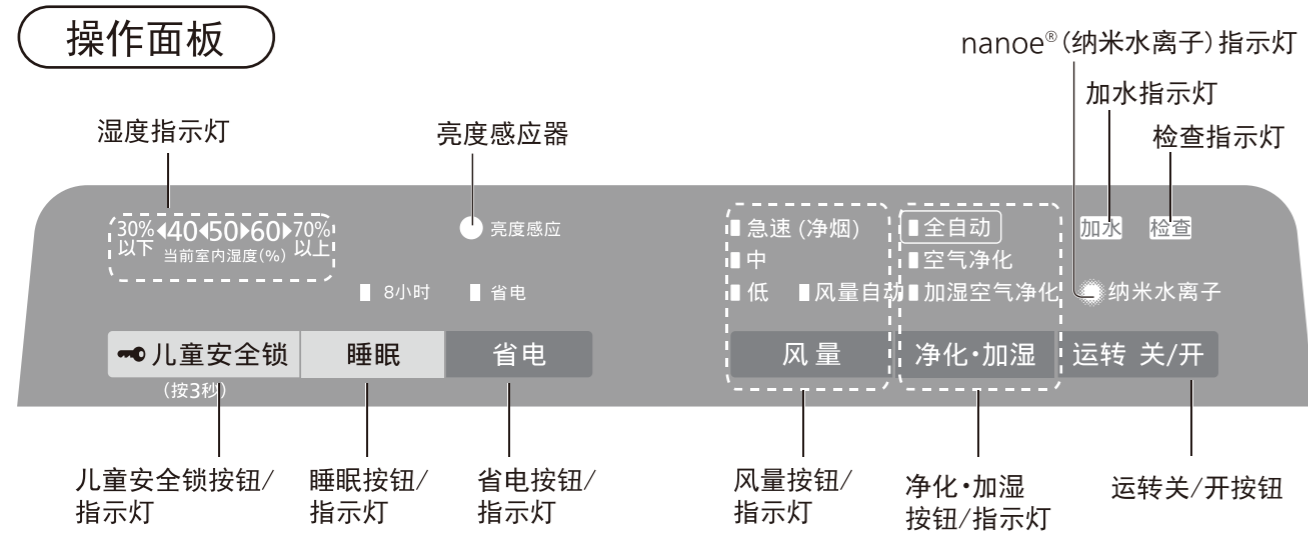 操作面板
nanoe®(纳米水离子)指示灯
加水指示灯
湿度指示灯
亮度感应器
检查指示灯
30%以下 40 50 60 70%以上
当前室内湿度(%)
亮度感应
急速(净烟)
全自动
加水
检查
中
空气净化
8小时
省电
低
风量自动
加湿空气净化
纳米水离子
儿童安全锁
睡眠
省电
风量
净化·加湿
运转 关/开
(按3秒)
儿童安全锁按钮/
指示灯
睡眠按钮/
指示灯
省电按钮/
指示灯
风量按钮/
指示灯
净化·加湿
按钮/指示灯
运转关/开按钮